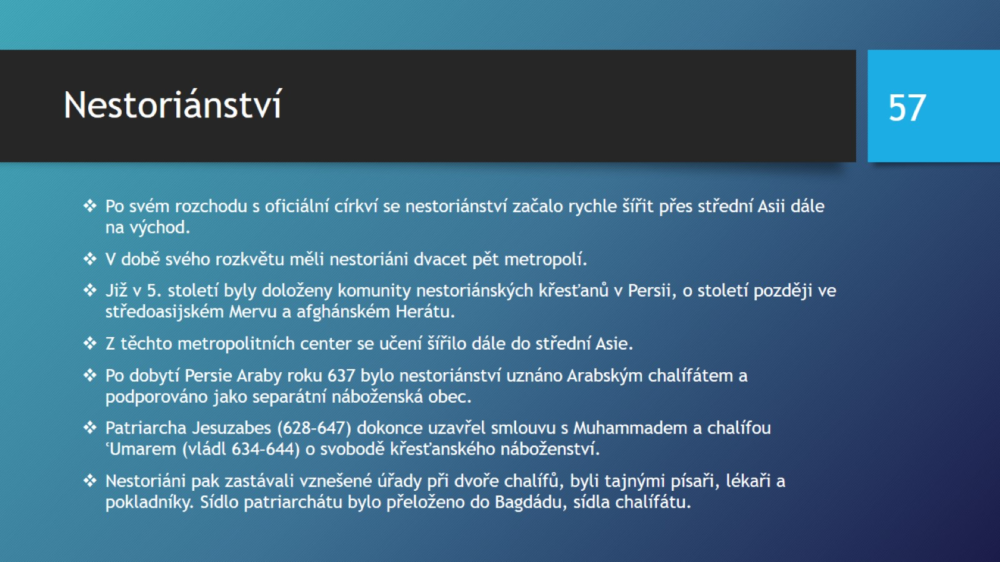 Nestoriánství
57
❖ Po svém rozchodu s oficiální církví se nestoriánství začalo rychle šířit přes střední Asii dále
na východ.
❖ V době svého rozkvětu měli nestoriáni dvacet pět metropolí.
❖ Již v 5. století byly doloženy komunity nestoriánských křesťanů v Persii, o století později ve
středoasijském Mervu a afghánském Herátu.
❖ Z těchto metropolitních center se učení šířilo dále do střední Asie.
❖ Po dobytí Persie Araby roku 637 bylo nestoriánství uznáno Arabským chalífátem a
podporováno jako separátní náboženská obec.
❖ Patriarcha Jesuzabes (628–647) dokonce uzavřel smlouvu s Muhammadem a chalífou
ʿUmarem (vládl 634–644) o svobodě křesťanského náboženství.
❖ Nestoriáni pak zastávali vznešené úřady při dvoře chalífů, byli tajnými písaři, lékaři a
pokladníky. Sídlo patriarchátu bylo přeloženo do Bagdádu, sídla chalífátu.